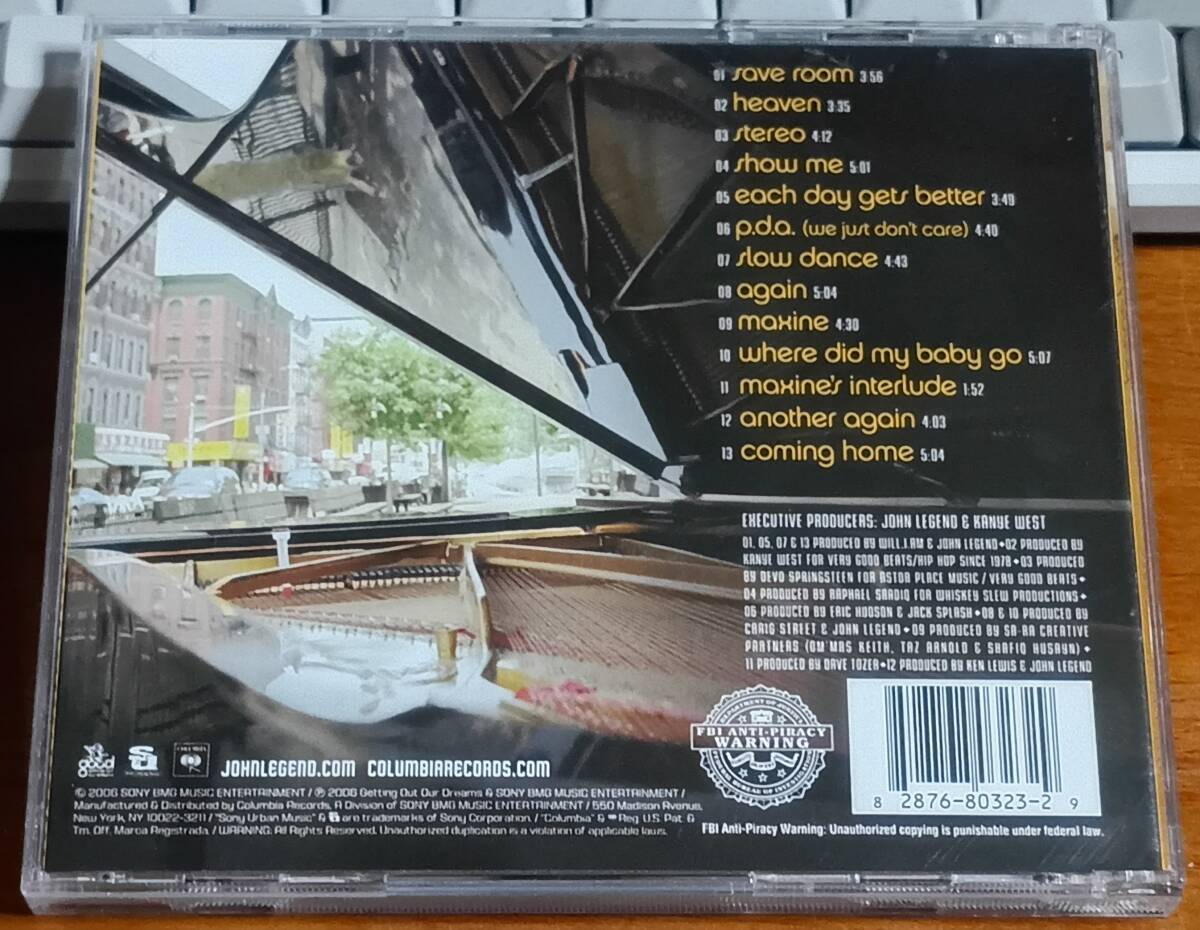 01 save room 3:56
02 heaven 3:35
03 stereo 4:12
04 show me 5:01
05 each day gets better 3:49
06 p.d.a. (we just don't care) 4:40
07 slow dance 4:43
08 again 5:04
09 maxine 4:30
10 where did my baby go 5:07
11 maxine's interlude 1:52
12 another again 4:03
13 coming home 5:04
EXECUTIVE PRODUCERS: JOHN LEGEND & KANYE WEST
01, 05, 07 & 13 PRODUCED BY WILL.I.AM & JOHN LEGEND • 02 PRODUCED BY
KANYE WEST FOR VERY GOOD BEATS/HIP HOP SINCE 1978 • 03 PRODUCED
BY DEVO SPRINGSTEEN FOR ASTOR PLACE MUSIC / VERY GOOD BEATS •
04 PRODUCED BY RAPHAEL SAADIQ FOR WHISKEY SLEW PRODUCTIONS •
06 PRODUCED BY ERIC HUDSON & JACK SPLASH • 08 & 10 PRODUCED BY
CRAIG STREET & JOHN LEGEND • 09 PRODUCED BY SA-RA CREATIVE
PARTNERS (OM'MAS KEITH, TAZ ARNOLD & SHAFIQ HUSAYN) •
11 PRODUCED BY DAVE TOZER • 12 PRODUCED BY KEN LEWIS & JOHN LEGEND
DEPARTMENT OF JUSTICE
FBI ANTI-PIRACY
WARNING
FEDERAL BUREAU OF INVESTIGATION
8 2876-80323-2 9
FBI Anti-Piracy Warning: Unauthorized copying is punishable under federal law.
good
COLUMBIA
JOHNLEGEND.COM COLUMBIARECORDS.COM
© 2006 SONY BMG MUSIC ENTERTAINMENT / ℗ 2006 Getting Out Our Dreams & SONY BMG MUSIC ENTERTAINMENT /
Manufactured & Distributed by Columbia Records, A Division of SONY BMG MUSIC ENTERTAINMENT / 550 Madison Avenue,
New York, NY 10022-3211 / "Sony Urban Music" & are trademarks of Sony Corporation. / "Columbia" & Reg. U.S. Pat. &
Tm. Off. Marca Registrada. / WARNING: All Rights Reserved. Unauthorized duplication is a violation of applicable laws.